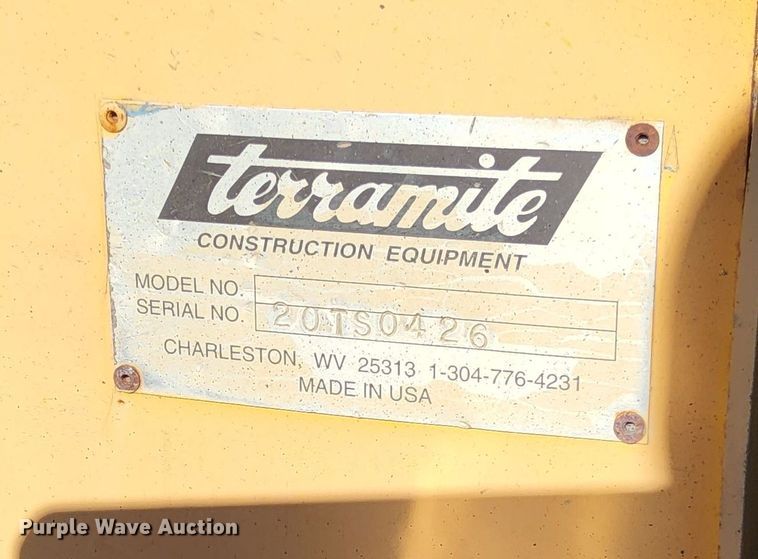 terramite
CONSTRUCTION EQUIPMENT
MODEL NO.
SERIAL NO. 20TS0426
CHARLESTON, WV 25313 1-304-776-4231
MADE IN USA
Purple Wave Auction